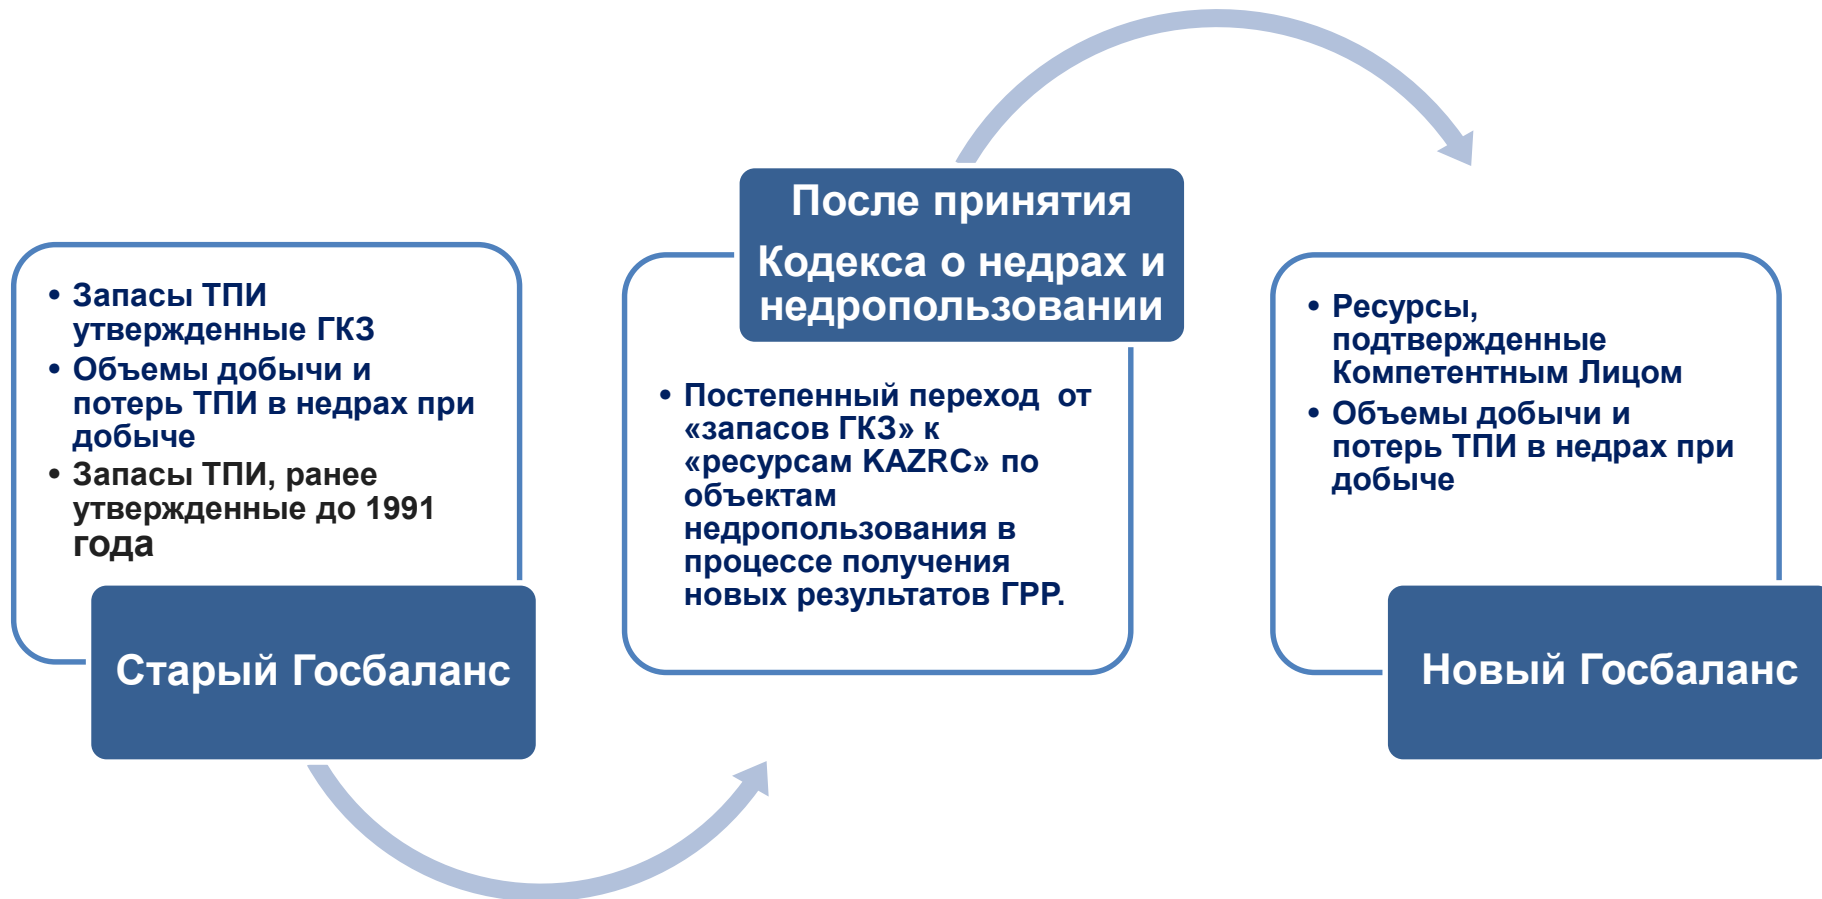 • Запасы ТПИ
утвержденные ГКЗ
• Объемы добычи и
потерь ТПИ в недрах при
добыче
• Запасы ТПИ, ранее
утвержденные до 1991
года
Старый Госбаланс
После принятия
Кодекса о недрах и
недропользовании
• Постепенный переход от
«запасов ГКЗ» к
«ресурсам KAZRC» по
объектам
недропользования в
процессе получения
новых результатов ГРР.
• Ресурсы,
подтвержденные
Компетентным Лицом
• Объемы добычи и
потерь ТПИ в недрах при
добыче
Новый Госбаланс